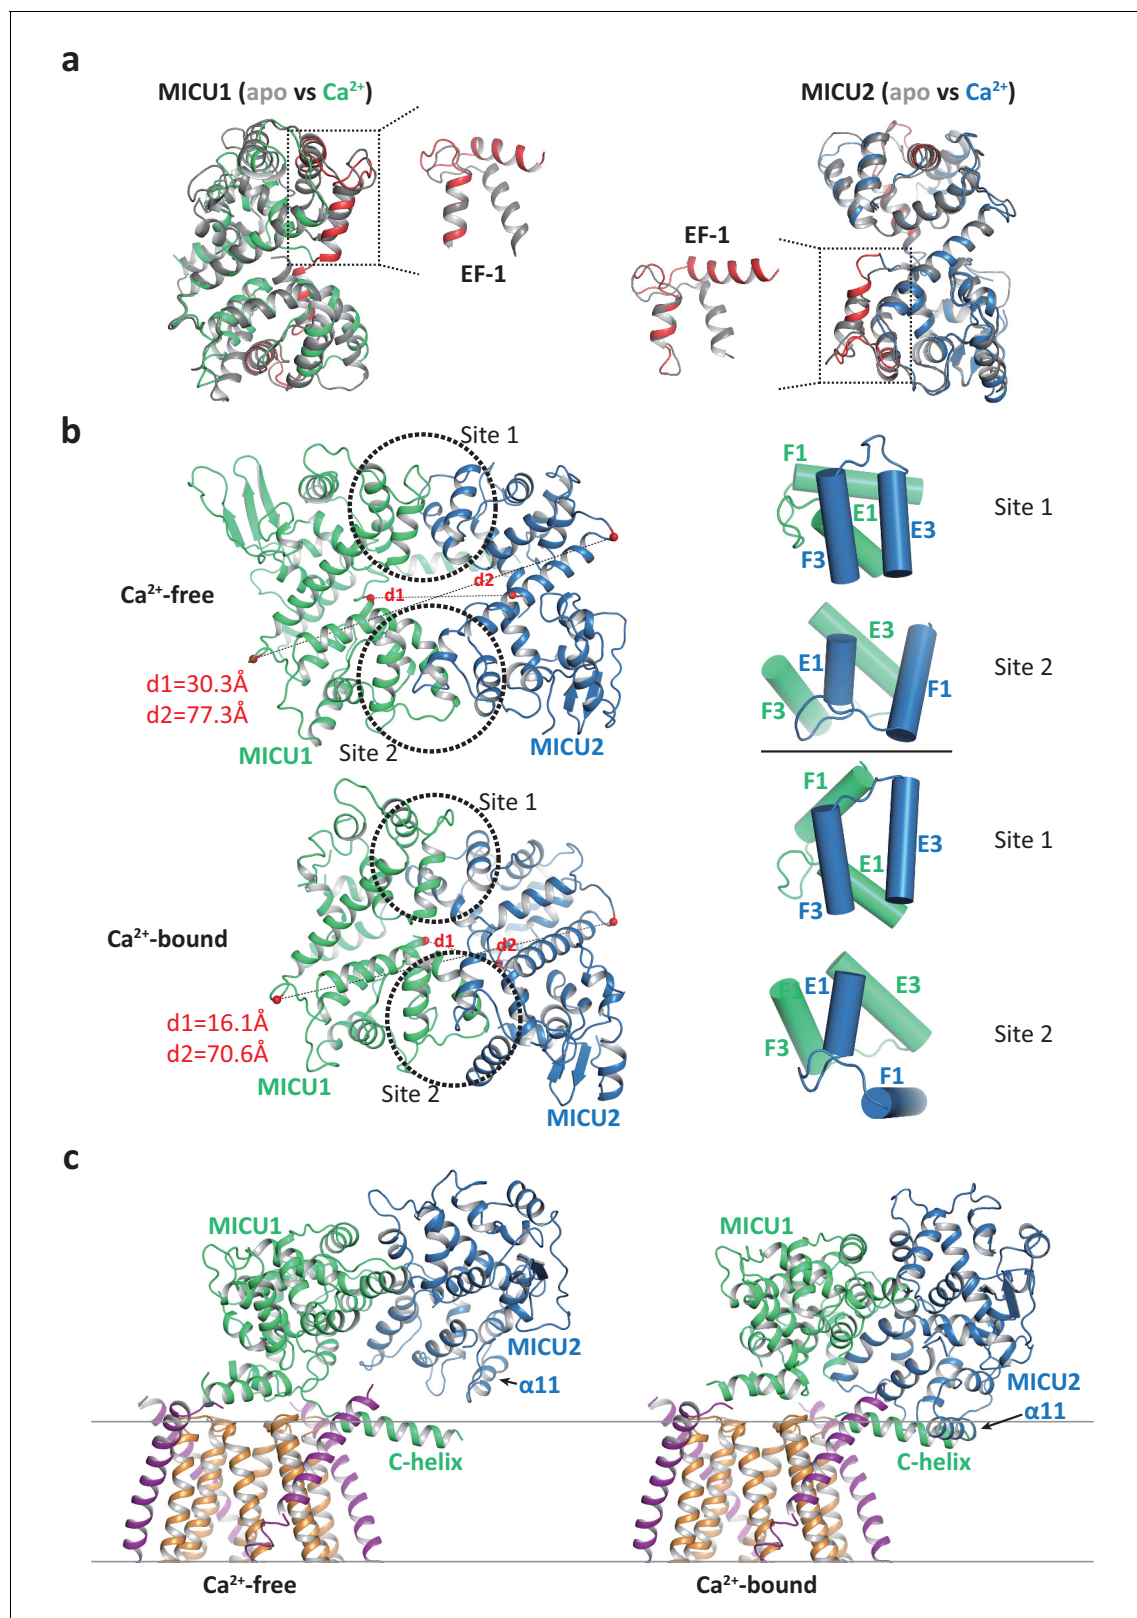 a
MICU1 (apo vs Ca²⁺)
MICU2 (apo vs Ca²⁺)
EF-1
EF-1
b
Site 1
d2
d1
Ca²⁺-free
d1=30.3Å
d2=77.3Å
MICU1
Site 2
MICU2
F1
E1
E3
F3
Site 1
E3
E1
F1
F3
Site 2
Site 1
d1
d2
Ca²⁺-bound
d1=16.1Å
d2=70.6Å
MICU1
Site 2
MICU2
F1
E3
E1
F3
Site 1
F1
E1
E3
F3
F1
Site 2
c
MICU1
MICU2
α11
C-helix
Ca²⁺-free
MICU1
MICU2
α11
C-helix
Ca²⁺-bound